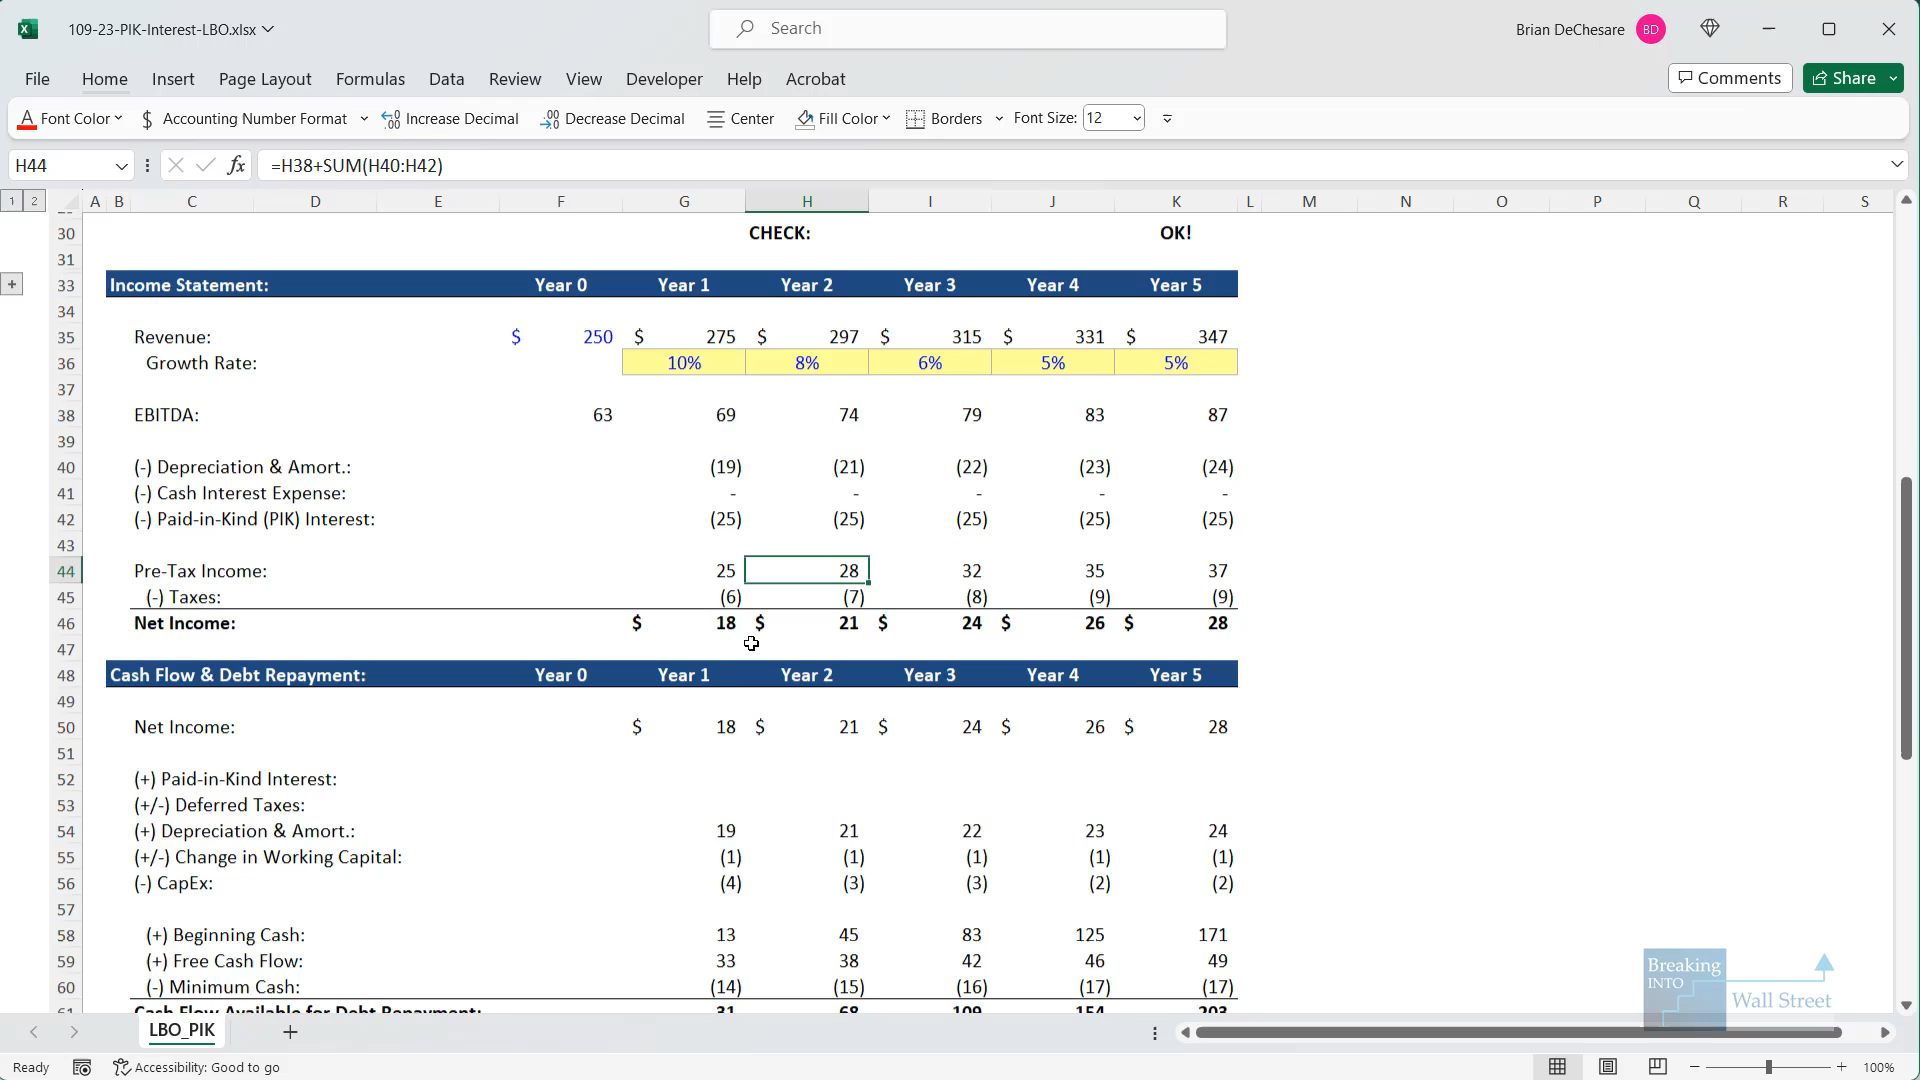 109-23-PIK-Interest-LBO.xlsx
Search
Brian DeChesare BD
File Home Insert Page Layout Formulas Data Review View Developer Help Acrobat
Comments Share
A Font Color $ Accounting Number Format Increase Decimal Decrease Decimal Center Fill Color Borders Font Size: 12
H44 fx =H38+SUM(H40:H42)
1 2 A B C D E F G H I J K L M N O P Q R S
30 CHECK: OK!
31
33 Income Statement: Year 0 Year 1 Year 2 Year 3 Year 4 Year 5
34
35 Revenue: $ 250 $ 275 $ 297 $ 315 $ 331 $ 347
36 Growth Rate: 10% 8% 6% 5% 5%
37
38 EBITDA: 63 69 74 79 83 87
39
40 (-) Depreciation & Amort.: (19) (21) (22) (23) (24)
41 (-) Cash Interest Expense: - - - - -
42 (-) Paid-in-Kind (PIK) Interest: (25) (25) (25) (25) (25)
43
44 Pre-Tax Income: 25 28 32 35 37
45 (-) Taxes: (6) (7) (8) (9) (9)
46 Net Income: $ 18 $ 21 $ 24 $ 26 $ 28
47
48 Cash Flow & Debt Repayment: Year 0 Year 1 Year 2 Year 3 Year 4 Year 5
49
50 Net Income: $ 18 $ 21 $ 24 $ 26 $ 28
51
52 (+) Paid-in-Kind Interest:
53 (+/-) Deferred Taxes:
54 (+) Depreciation & Amort.: 19 21 22 23 24
55 (+/-) Change in Working Capital: (1) (1) (1) (1) (1)
56 (-) CapEx: (4) (3) (3) (2) (2)
57
58 (+) Beginning Cash: 13 45 83 125 171
59 (+) Free Cash Flow: 33 38 42 46 49
60 (-) Minimum Cash: (14) (15) (16) (17) (17)
61 Cash Flow Available for Debt Repayment: 31 68 109 154 203
Breaking
INTO
Wall Street
LBO_PIK
Ready Accessibility: Good to go 100%